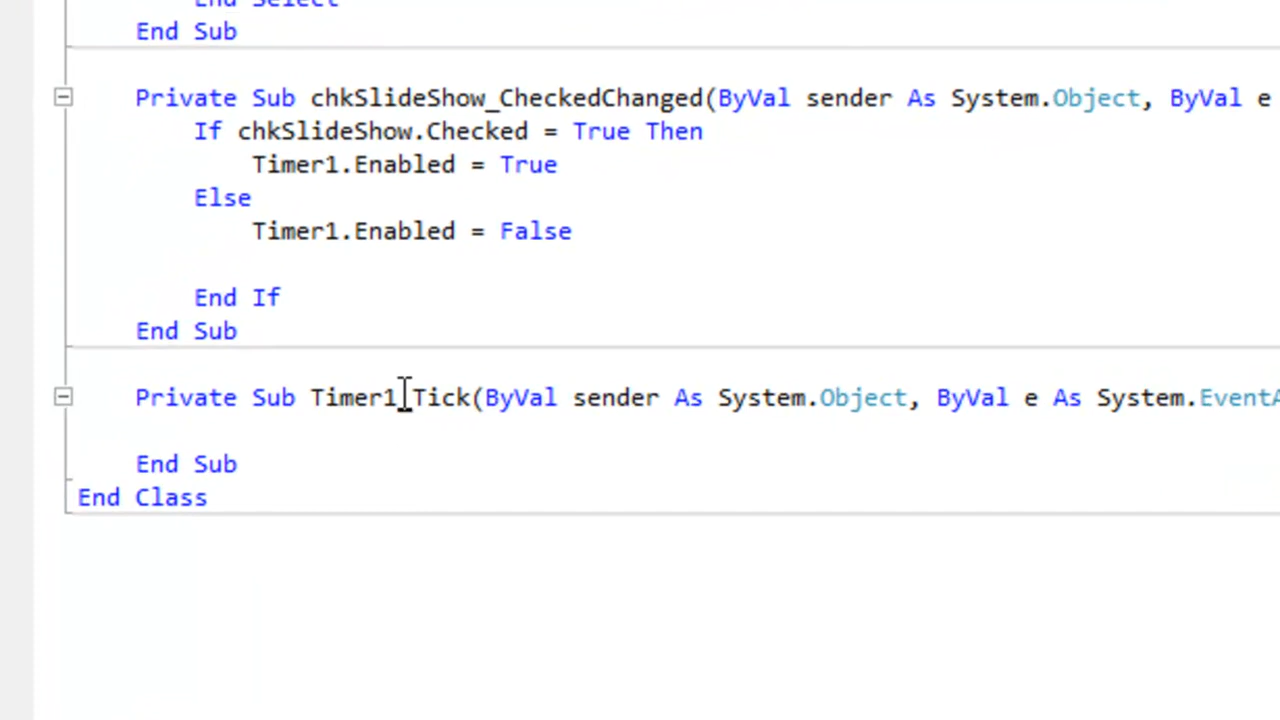 End Select
End Sub
Private Sub chkSlideShow_CheckedChanged(ByVal sender As System.Object, ByVal e
If chkSlideShow.Checked = True Then
Timer1.Enabled = True
Else
Timer1.Enabled = False
End If
End Sub
Private Sub Timer1_Tick(ByVal sender As System.Object, ByVal e As System.EventA
End Sub
End Class